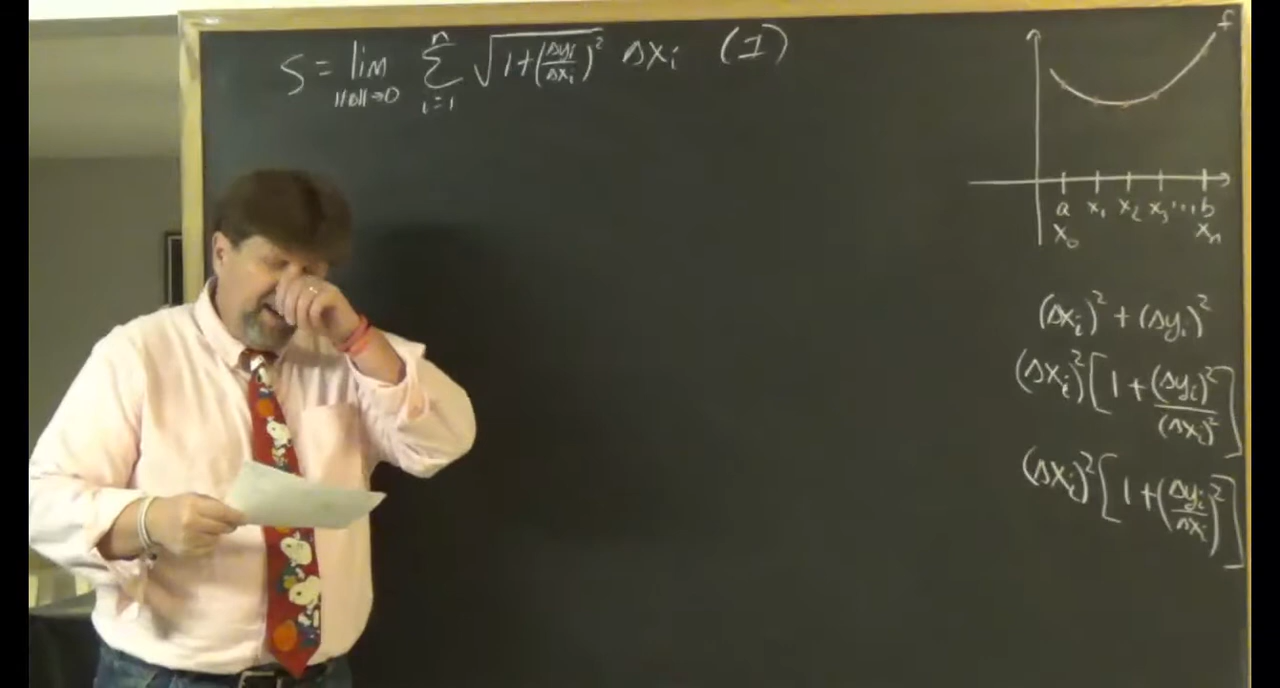 S = lim ||Δ||→0 n Σ i=1 √1+(Δyi/Δxi)² Δxi (1)
f
a x₁ x₂ x₃ ... b
x₀ xₙ
(Δxᵢ)² + (Δyᵢ)²
(Δxᵢ)² [1 + (Δyᵢ)²/(Δxᵢ)²]
(Δxᵢ)² [1 + (Δyᵢ/Δxᵢ)²]